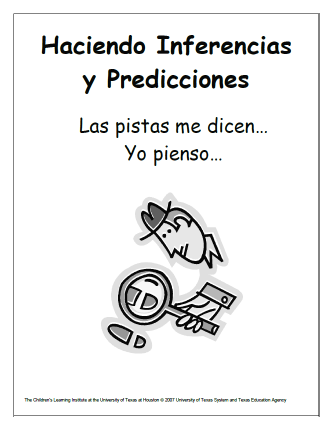 Haciendo Inferencias
y Predicciones
Las pistas me dicen...
Yo pienso...
The Children's Learning Institute at the University of Texas at Houston © 2007 University of Texas System and Texas Education Agency